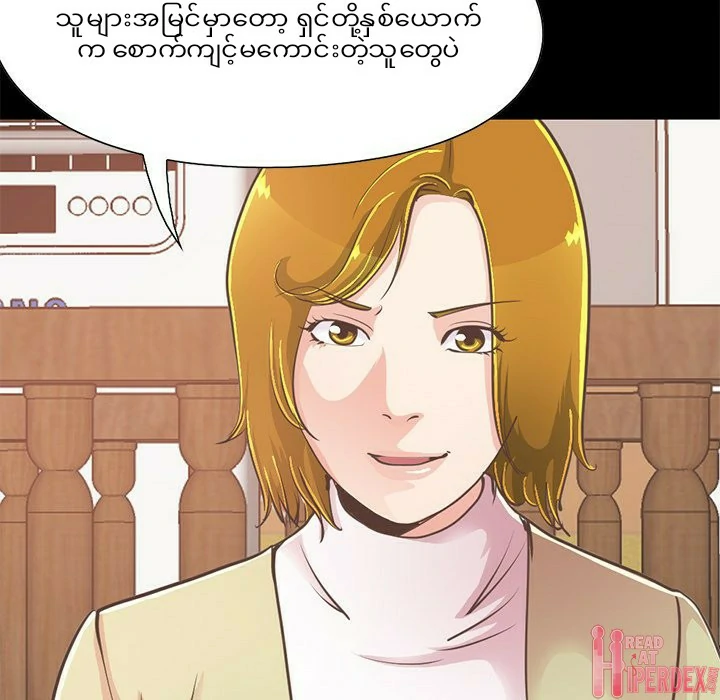 သူများအမြင်မှာတော့ ရှင်တို့နှစ်ယောက်
က စောက်ကျင့်မကောင်းတဲ့သူတွေပဲ
READ
AT
HIPERDEX.COM